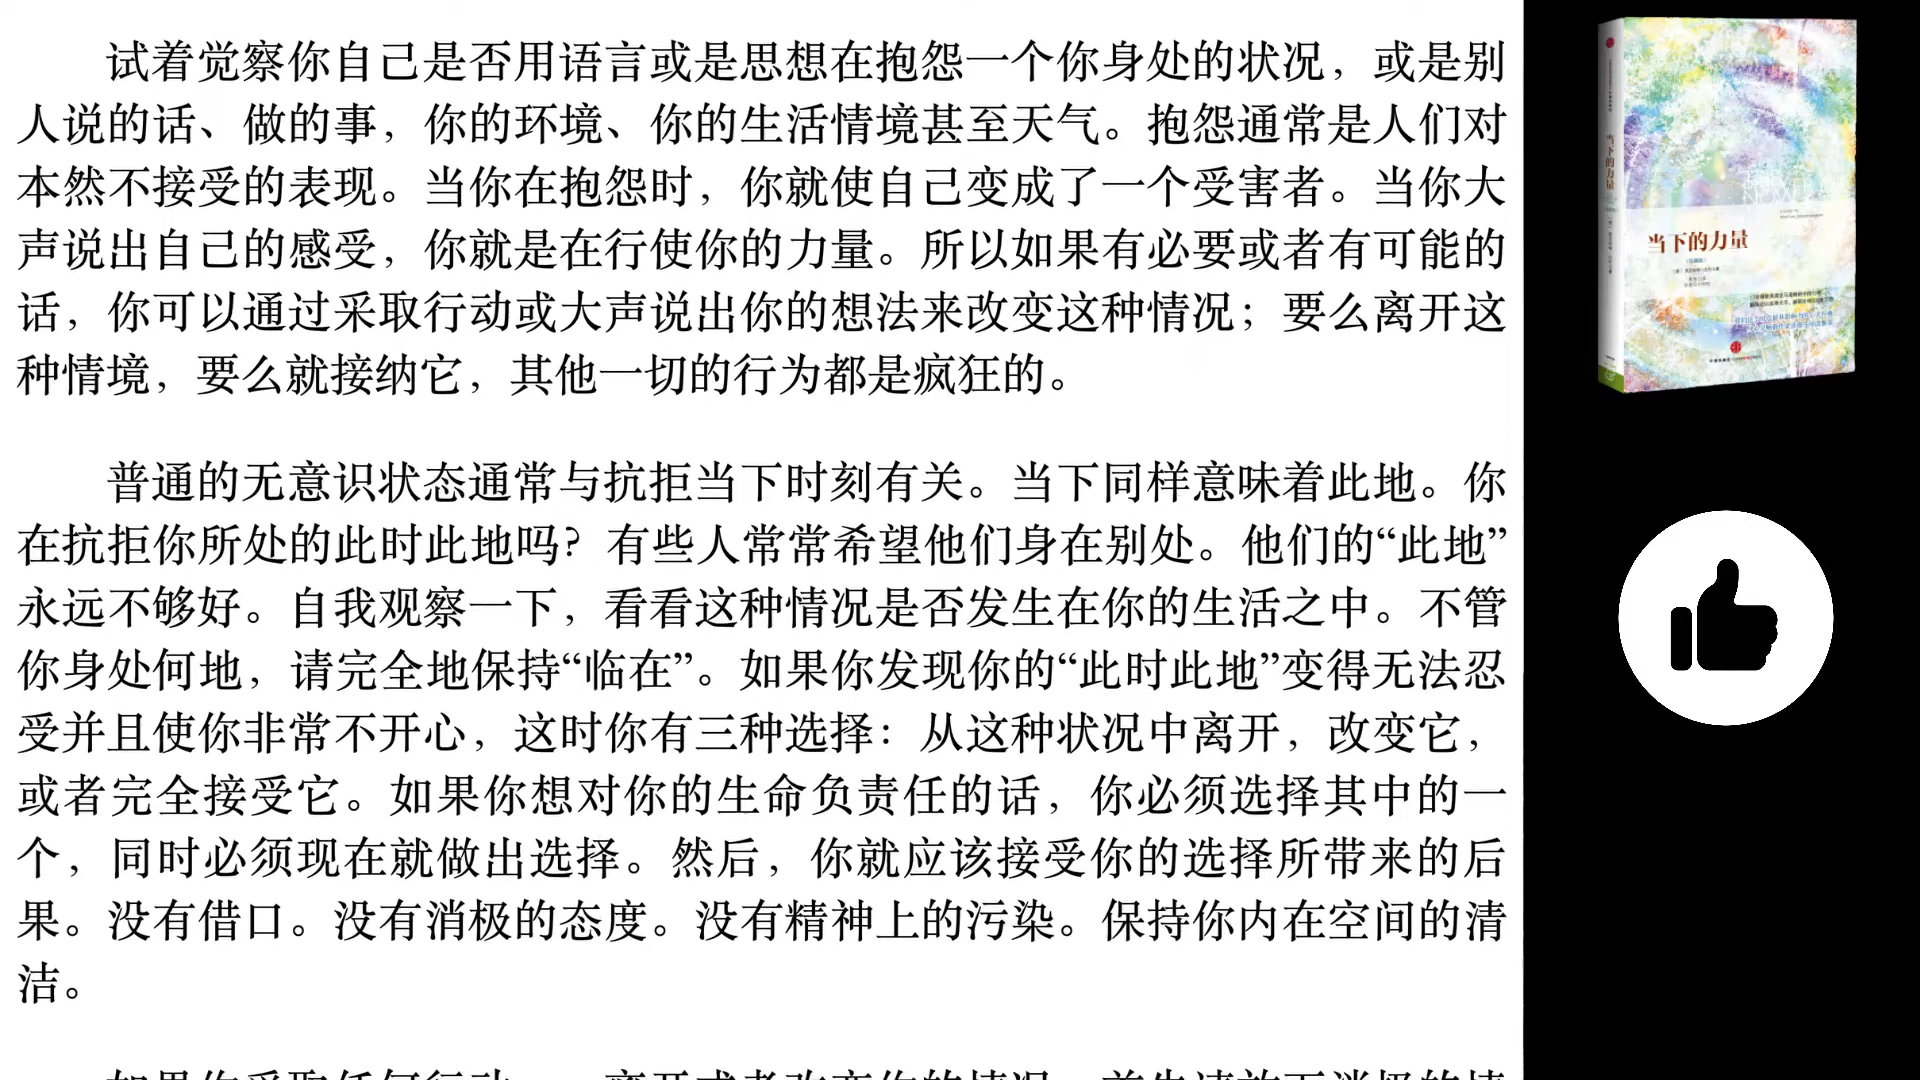 试着觉察你自己是否用语言或是思想在抱怨一个你身处的状况，或是别
人说的话、做的事，你的环境、你的生活情境甚至天气。抱怨通常是人们对
本然不接受的表现。当你在抱怨时，你就使自己变成了一个受害者。当你大
声说出自己的感受，你就是在行使你的力量。所以如果有必要或者有可能的
话，你可以通过采取行动或大声说出你的想法来改变这种情况；要么离开这
种情境，要么就接纳它，其他一切的行为都是疯狂的。
普通的无意识状态通常与抗拒当下时刻有关。当下同样意味着此地。你
在抗拒你所处的此时此地吗？有些人常常希望他们身在别处。他们的“此地”
永远不够好。自我观察一下，看看这种情况是否发生在你的生活之中。不管
你身处何地，请完全地保持“临在”。如果你发现你的“此时此地”变得无法忍
受并且使你非常不开心，这时你有三种选择：从这种状况中离开，改变它，
或者完全接受它。如果你想对你的生命负责任的话，你必须选择其中的一
个，同时必须现在就做出选择。然后，你就应该接受你的选择所带来的后
果。没有借口。没有消极的态度。没有精神上的污染。保持你内在空间的清
洁。
当下的力量
当下的力量